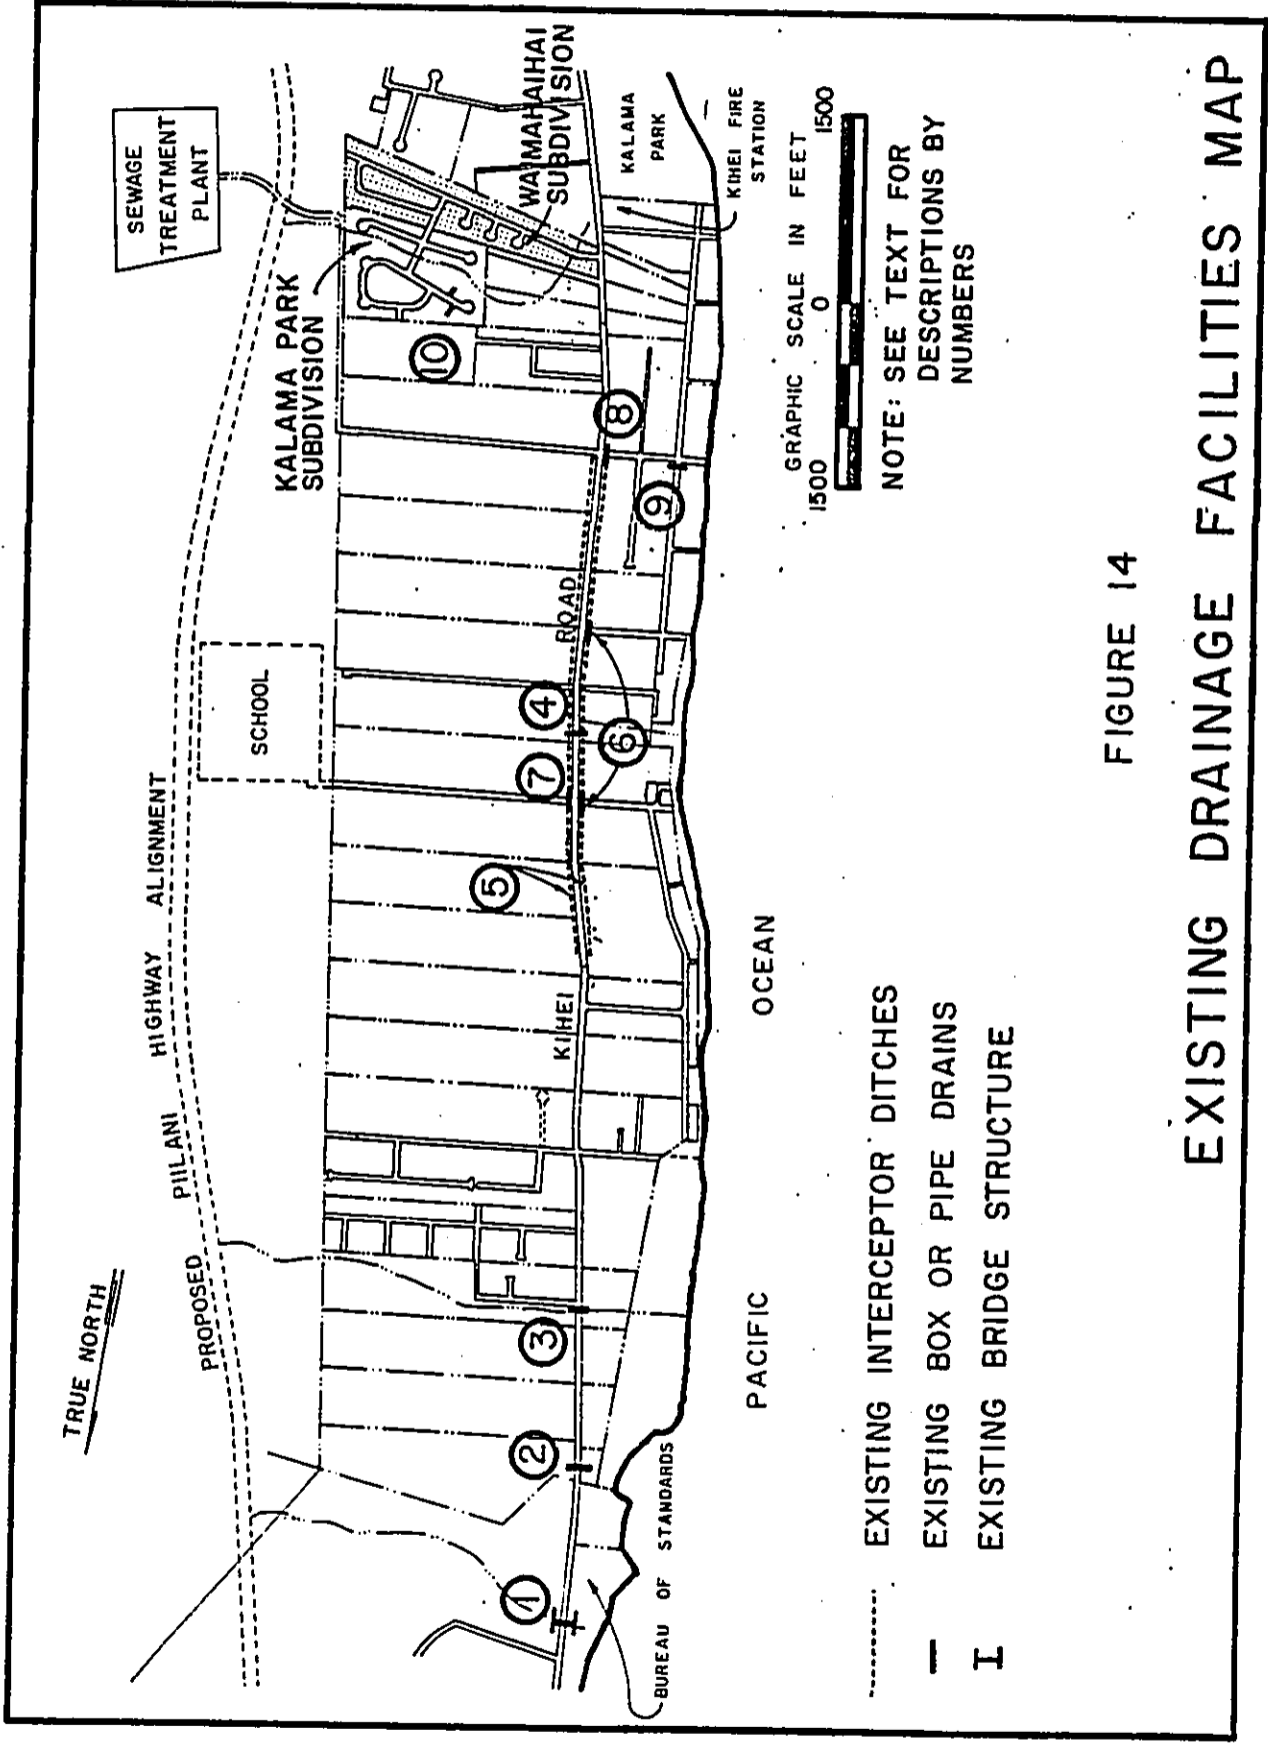 TRUE NORTH
PROPOSED PIILANI HIGHWAY ALIGNMENT
SEWAGE
TREATMENT
PLANT
SCHOOL
KALAMA PARK
SUBDIVISION
WAIMAHAIHAI
SUBDIVISION
KALAMA
PARK
KIHEI FIRE
STATION
KIHEI ROAD
1
2
3
5
7
4
6
9
8
10
BUREAU OF STANDARDS
PACIFIC OCEAN
GRAPHIC SCALE IN FEET
1500 0 1500
NOTE: SEE TEXT FOR
DESCRIPTIONS BY
NUMBERS
EXISTING INTERCEPTOR DITCHES
EXISTING BOX OR PIPE DRAINS
EXISTING BRIDGE STRUCTURE
FIGURE 14
EXISTING DRAINAGE FACILITIES MAP